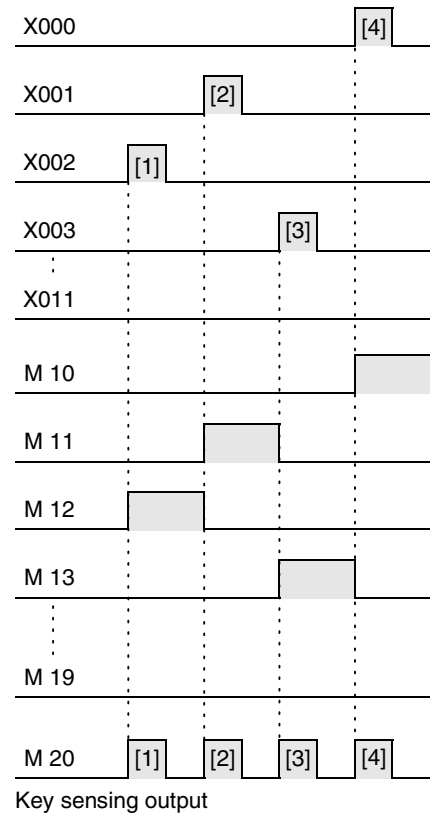 X000 [4]
X001 [2]
X002 [1]
X003 [3]
X011
M 10
M 11
M 12
M 13
M 19
M 20 [1] [2] [3] [4]
Key sensing output